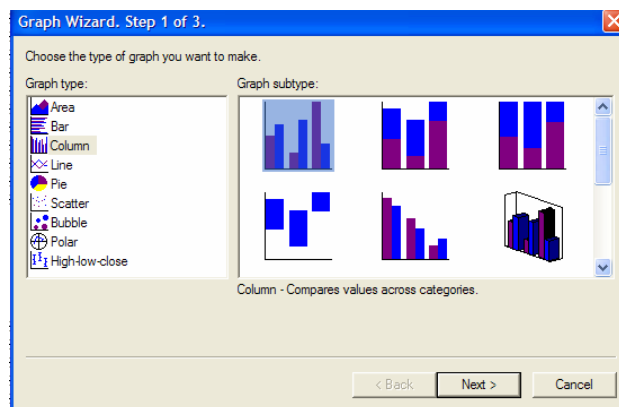 Graph Wizard. Step 1 of 3.
Choose the type of graph you want to make.
Graph type:
Area
Bar
Column
Line
Pie
Scatter
Bubble
Polar
High-low-close
Graph subtype:
Column - Compares values across categories.
< Back
Next >
Cancel